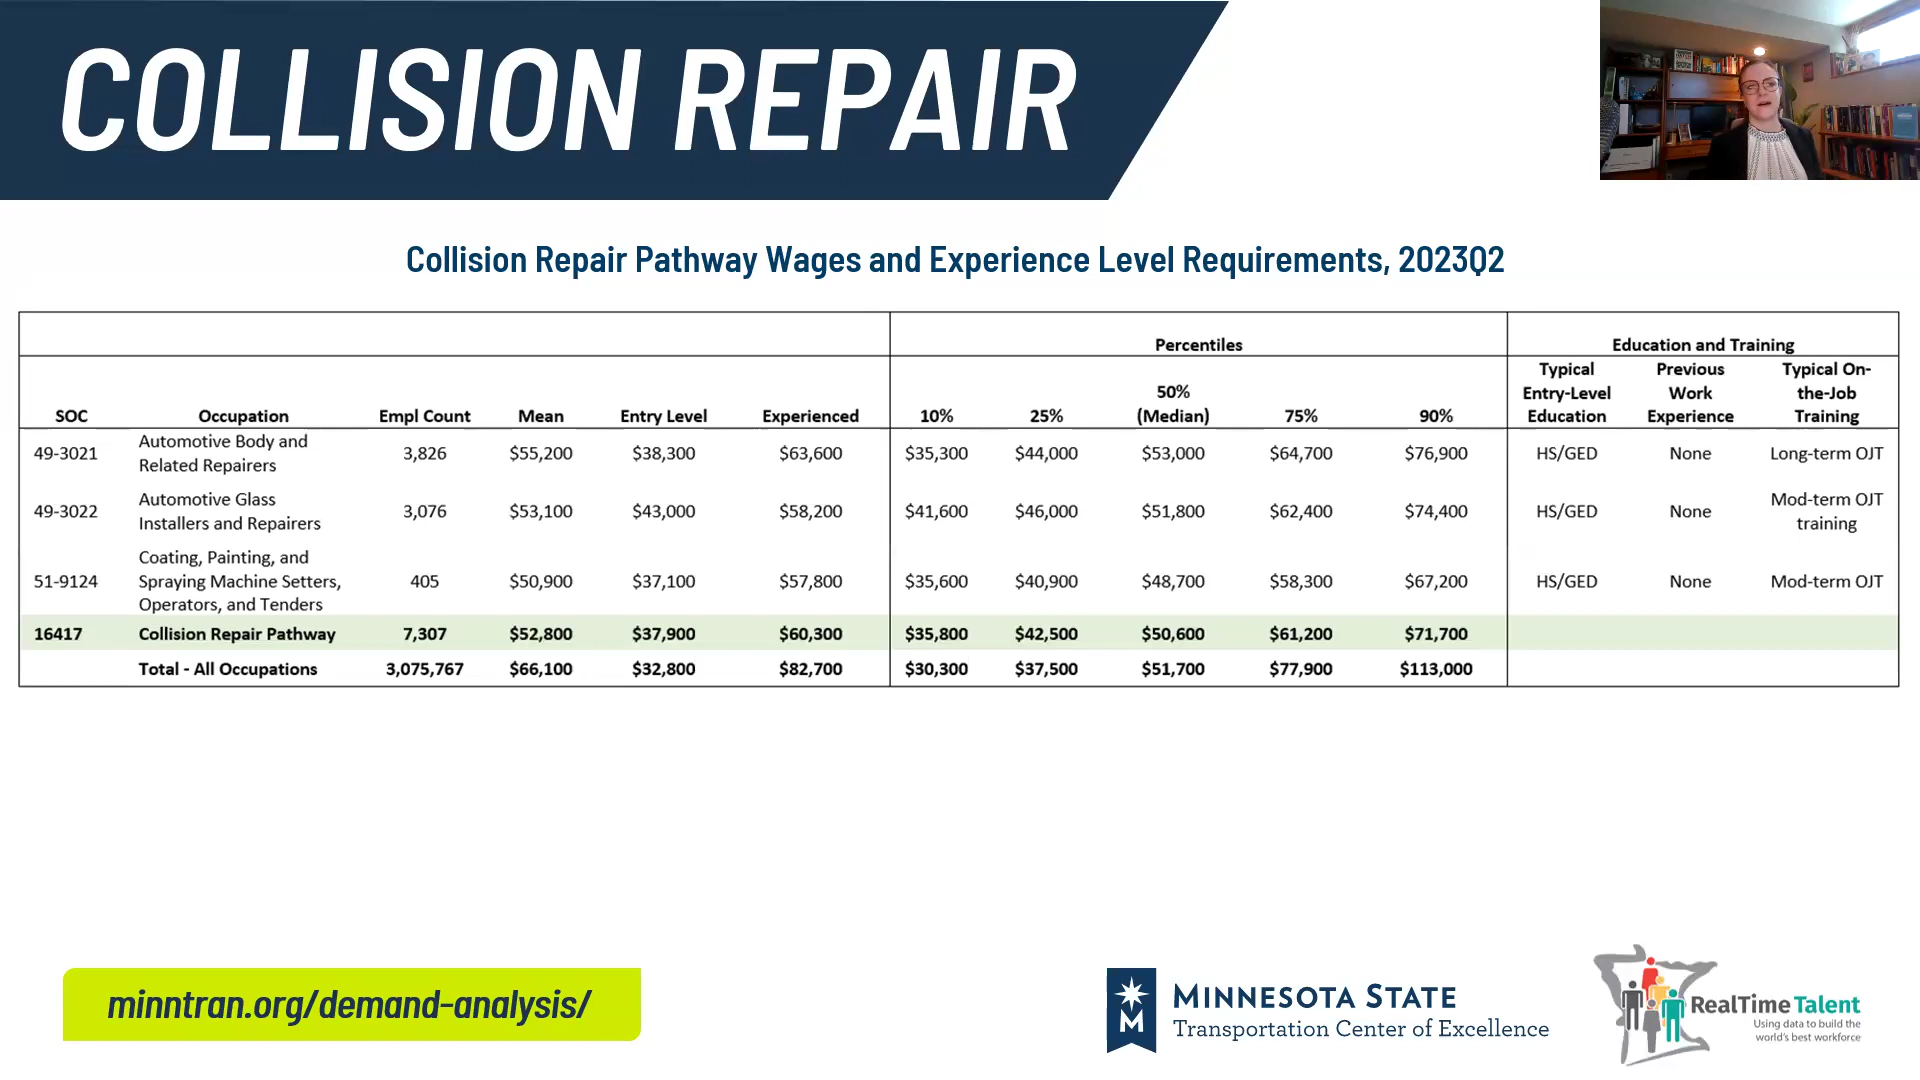 COLLISION REPAIR
Collision Repair Pathway Wages and Experience Level Requirements, 2023Q2
Percentiles Education and Training
SOC Occupation Empl Count Mean Entry Level Experienced 10% 25% 50% (Median) 75% 90% Typical Entry-Level Education Previous Work Experience Typical On-the-Job Training
49-3021 Automotive Body and Related Repairers 3,826 $55,200 $38,300 $63,600 $35,300 $44,000 $53,000 $64,700 $76,900 HS/GED None Long-term OJT
49-3022 Automotive Glass Installers and Repairers 3,076 $53,100 $43,000 $58,200 $41,600 $46,000 $51,800 $62,400 $74,400 HS/GED None Mod-term OJT training
51-9124 Coating, Painting, and Spraying Machine Setters, Operators, and Tenders 405 $50,900 $37,100 $57,800 $35,600 $40,900 $48,700 $58,300 $67,200 HS/GED None Mod-term OJT
16417 Collision Repair Pathway 7,307 $52,800 $37,900 $60,300 $35,800 $42,500 $50,600 $61,200 $71,700
Total - All Occupations 3,075,767 $66,100 $32,800 $82,700 $30,300 $37,500 $51,700 $77,900 $113,000
minntran.org/demand-analysis/
M
MINNESOTA STATE
Transportation Center of Excellence
RealTime Talent
Using data to build the
world's best workforce